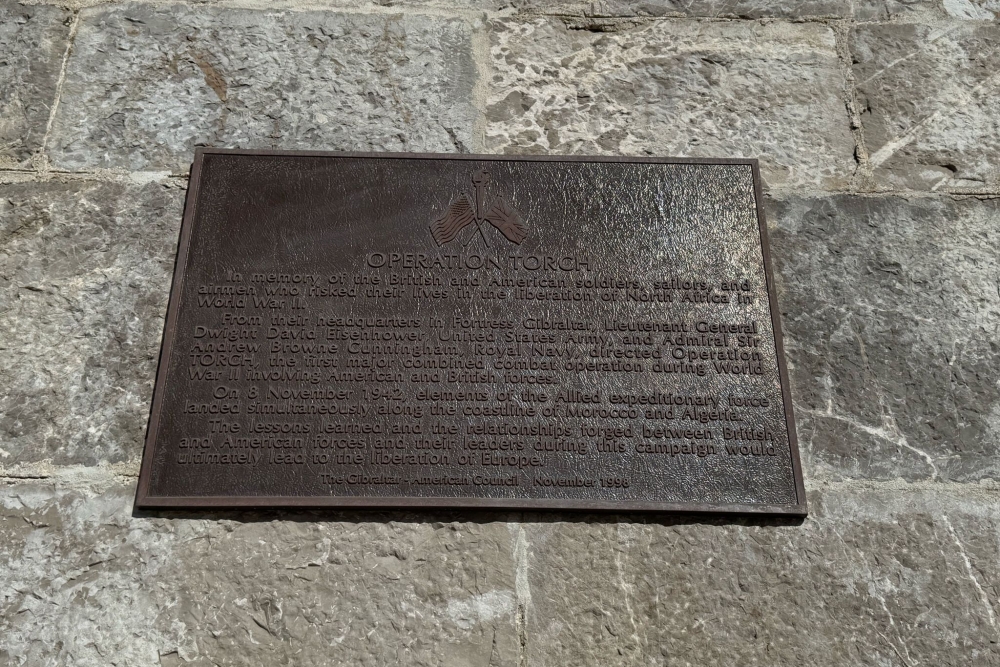 OPERATION TORCH
In memory of the British and American soldiers, sailors, and
airmen who risked their lives in the liberation of North Africa in
World War II.
From their headquarters in Fortress Gibraltar, Lieutenant General
Dwight David Eisenhower, United States Army, and Admiral Sir
Andrew Browne Cunningham, Royal Navy, directed Operation
TORCH, the first major combined combat operation during World
War II involving American and British forces.
On 8 November 1942, elements of the Allied expeditionary force
landed simultaneously along the coastline of Morocco and Algeria.
The lessons learned and the relationships forged between British
and American forces and their leaders during this campaign would
ultimately lead to the liberation of Europe.
The Gibraltar - American Council November 1998